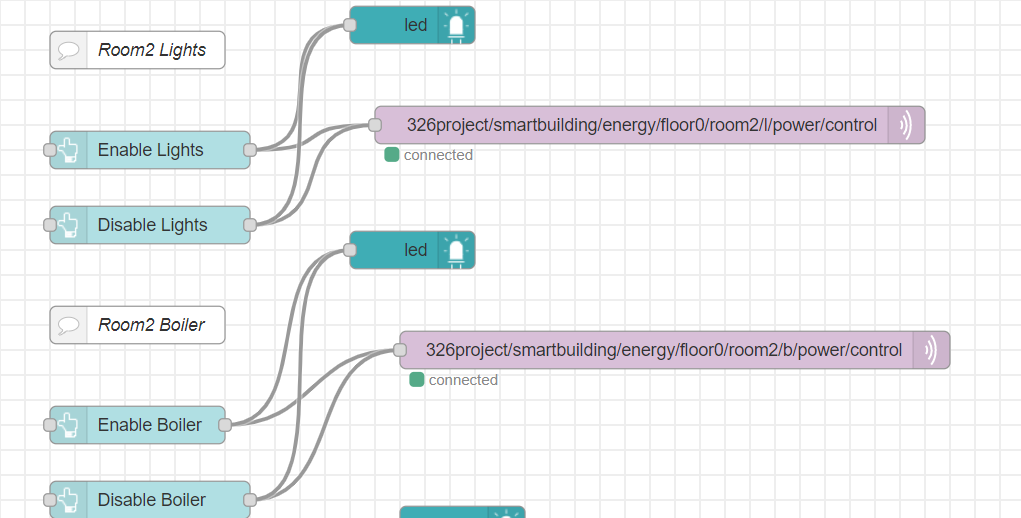 led
Room2 Lights
326project/smartbuilding/energy/floor0/room2/l/power/control
Enable Lights
connected
Disable Lights
led
Room2 Boiler
326project/smartbuilding/energy/floor0/room2/b/power/control
connected
Enable Boiler
Disable Boiler